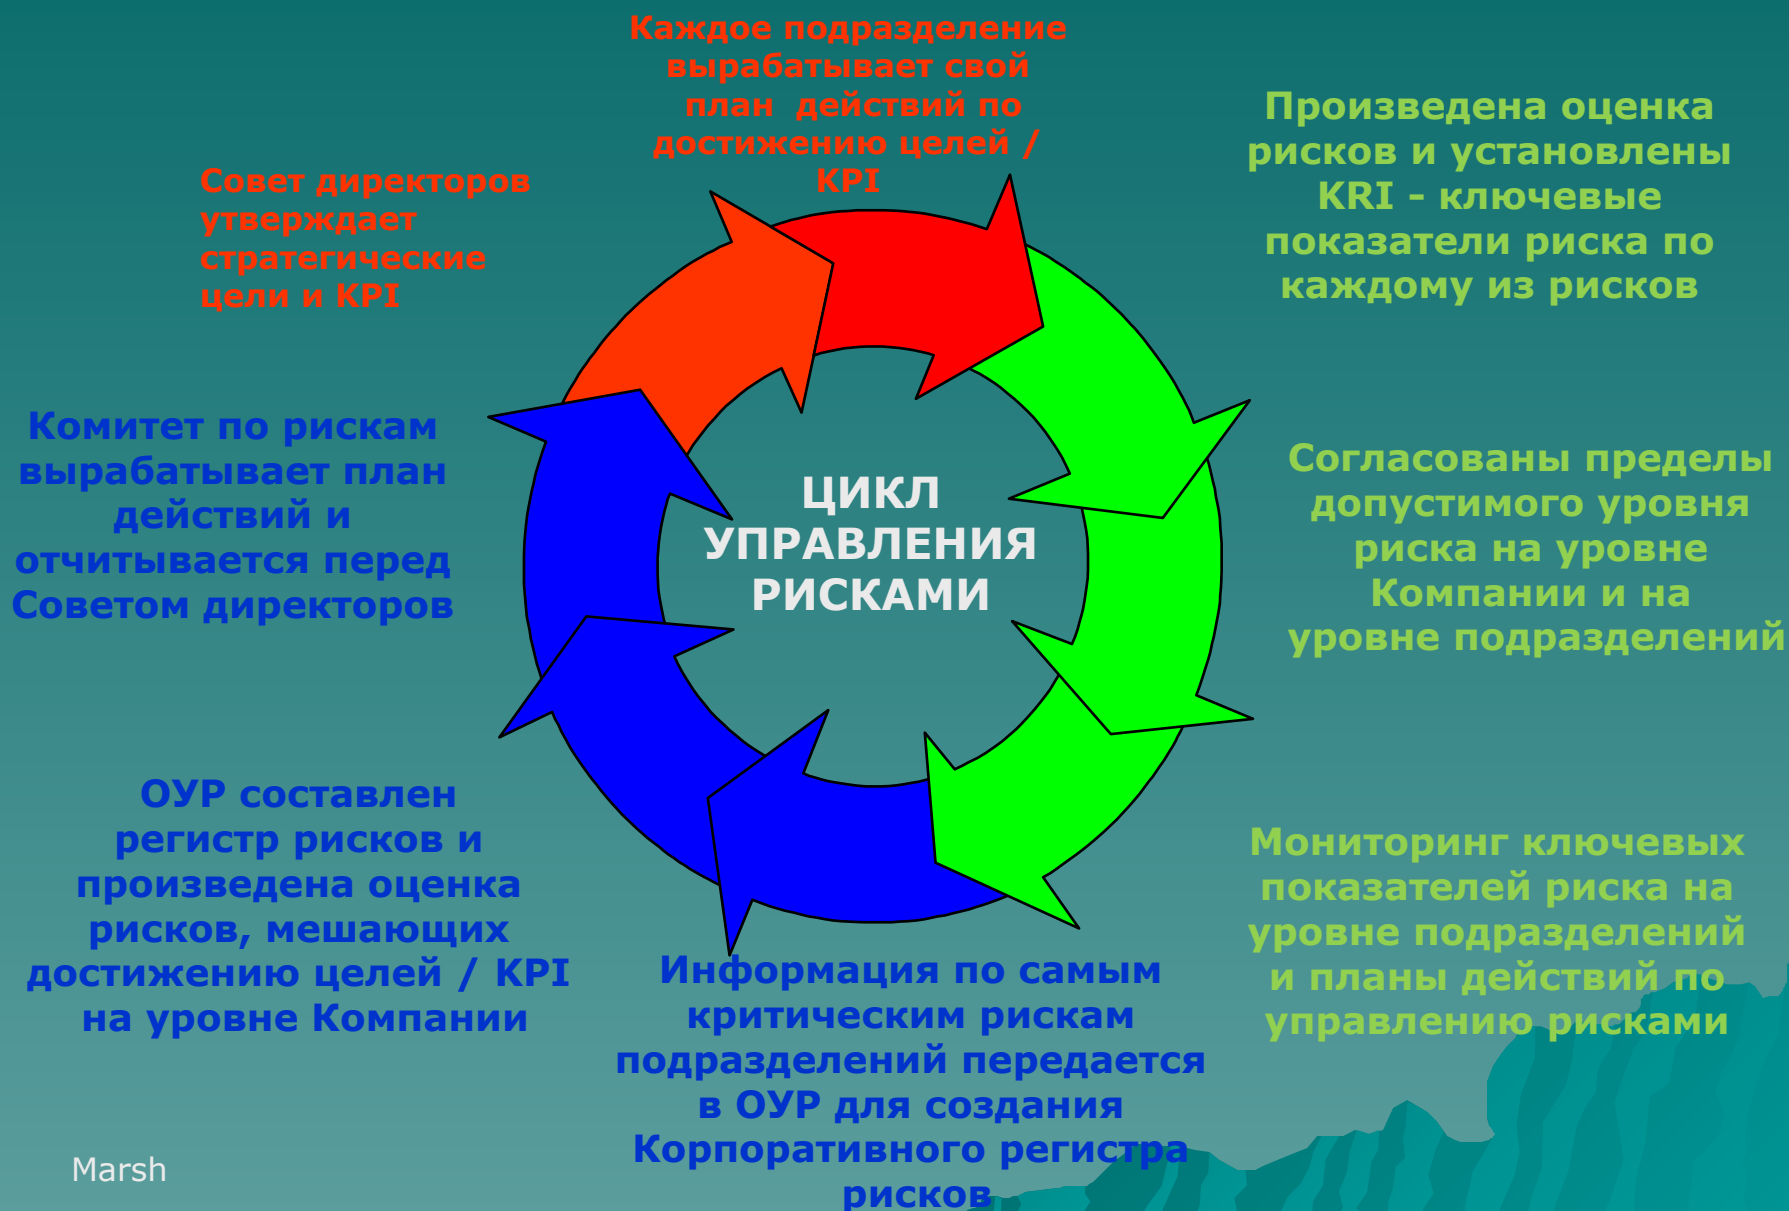 Каждое подразделение
вырабатывает свой
план действий по
достижению целей /
KPI
Произведена оценка
рисков и установлены
KRI - ключевые
показатели риска по
каждому из рисков
Совет директоров
утверждает
стратегические
цели и KPI
Комитет по рискам
вырабатывает план
действий и
отчитывается перед
Советом директоров
ЦИКЛ
УПРАВЛЕНИЯ
РИСКАМИ
Согласованы пределы
допустимого уровня
риска на уровне
Компании и на
уровне подразделений
ОУР составлен
регистр рисков и
произведена оценка
рисков, мешающих
достижению целей / KPI
на уровне Компании
Мониторинг ключевых
показателей риска на
уровне подразделений
и планы действий по
управлению рисками
Информация по самым
критическим рискам
подразделений передается
в ОУР для создания
Корпоративного регистра
рисков
Marsh